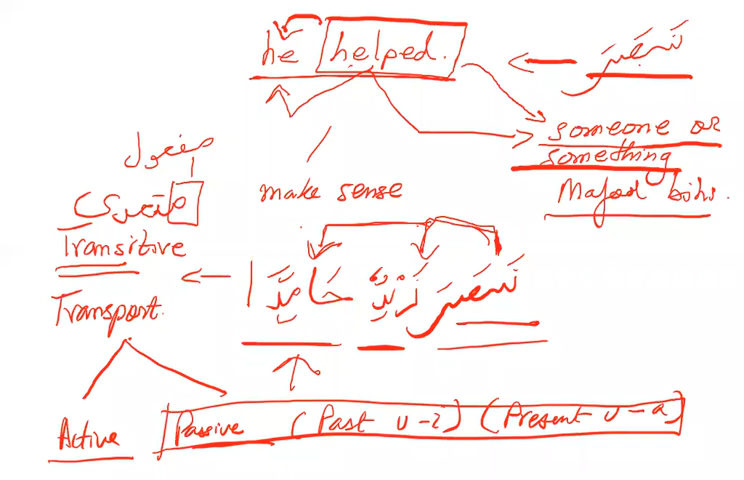 he helped. ← نَصَرَ
مفعول
someone or
something
متعدي
make sense
Mafool bihi.
Transitive
← نَصَرَ زَيْدٌ حَامِدًا
Transport.
Active
Passive (Past u-i) (Present u-a)